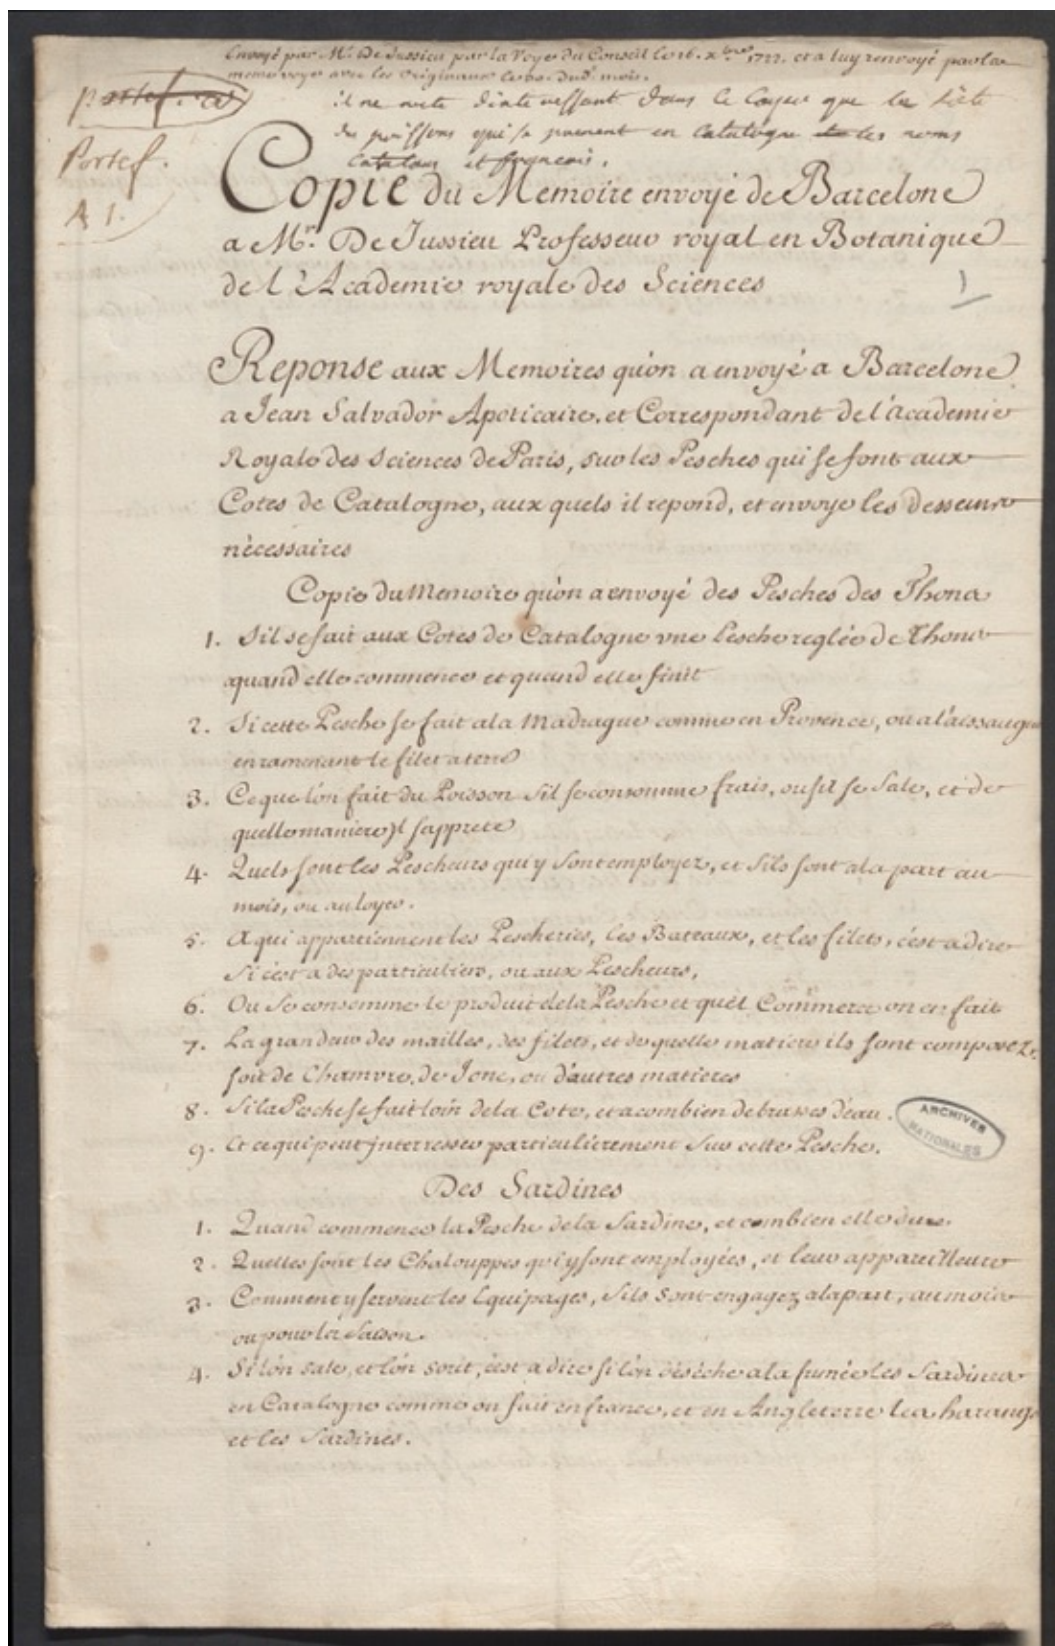 Envoyé par Mr. De Jussieu par la Voye du Conseil le 16. xbre 1722. et a luy renvoyé par la
meme voye avec les originaux le 20. dud. mois.
Portef.
il ne reste d'interessant dans ce Cayer que la liste
des poissons qui se prennent en Catalogne les noms
Catalans et françois.
Portef.
A 1.
Copie du Memoire envoyé de Barcelone
a Mr. De Jussieu Professeur royal en Botanique
de l'Academie royale des Sciences
1
Reponse aux Memoires qu'on a envoyé a Barcelone
a Jean Salvador Apoticaire, et Correspondant de l'academie
Royale des Sciences de Paris, sur les Pesches qui se font aux
Cotes de Catalogne, aux quels il repond, et envoye les desseins
nècessaires
Copie du Memoire qu'on a envoyé des Pesches des Thons
1. S'il se fait aux Cotes de Catalogne une Pesche reglée de Thons
quand elle commence et quand elle finit
2. Si cette Pesche se fait a la Madrague comme en Provence, ou a l'aissaugue
en ramenant le filet a terre
3. Ce que l'on fait du Poisson S'il se consomme frais, ou s'il se Sale, et de
quelle maniere Jl s'apprete
4. Quels sont les Pescheurs qui y sont employez, et s'ils sont a la part au
mois, ou au loyer.
5. A qui appartiennent les Pescheries, les Batteaux, et les filets, c'est a dire
Si c'est a des particuliers, ou aux Pescheurs,
6. Ou se consomme le produit de la Pesche et quel Commerce on en fait
7. La grandeur des mailles, des filets, et de quelle matiere ils sont composez
soit de Chanvre, de Jonc, ou d'autres matieres
8. Si la Pesche se fait loin de la Cote, et a combien de brasses d'eau.
ARCHIVES
NATIONALES
9. Et ce qui peut Jnteresser particulierement sur cette Pesche.
Des Sardines
1. Quand commence la Pesche de la Sardine, et combien elle dure.
2. Quelles sont les Chalouppes qui y sont employées, et leur appareilleure
3. Comment y servent les Equipages, S'ils sont engagez a la part, au mois
ou pour la Saison.
4. Si l'on sale, et l'on sorit, c'est a dire si l'on désèche a la fumée les Sardines
en Catalogne comme on fait en france, et en Angleterre les harangs
et les Sardines.